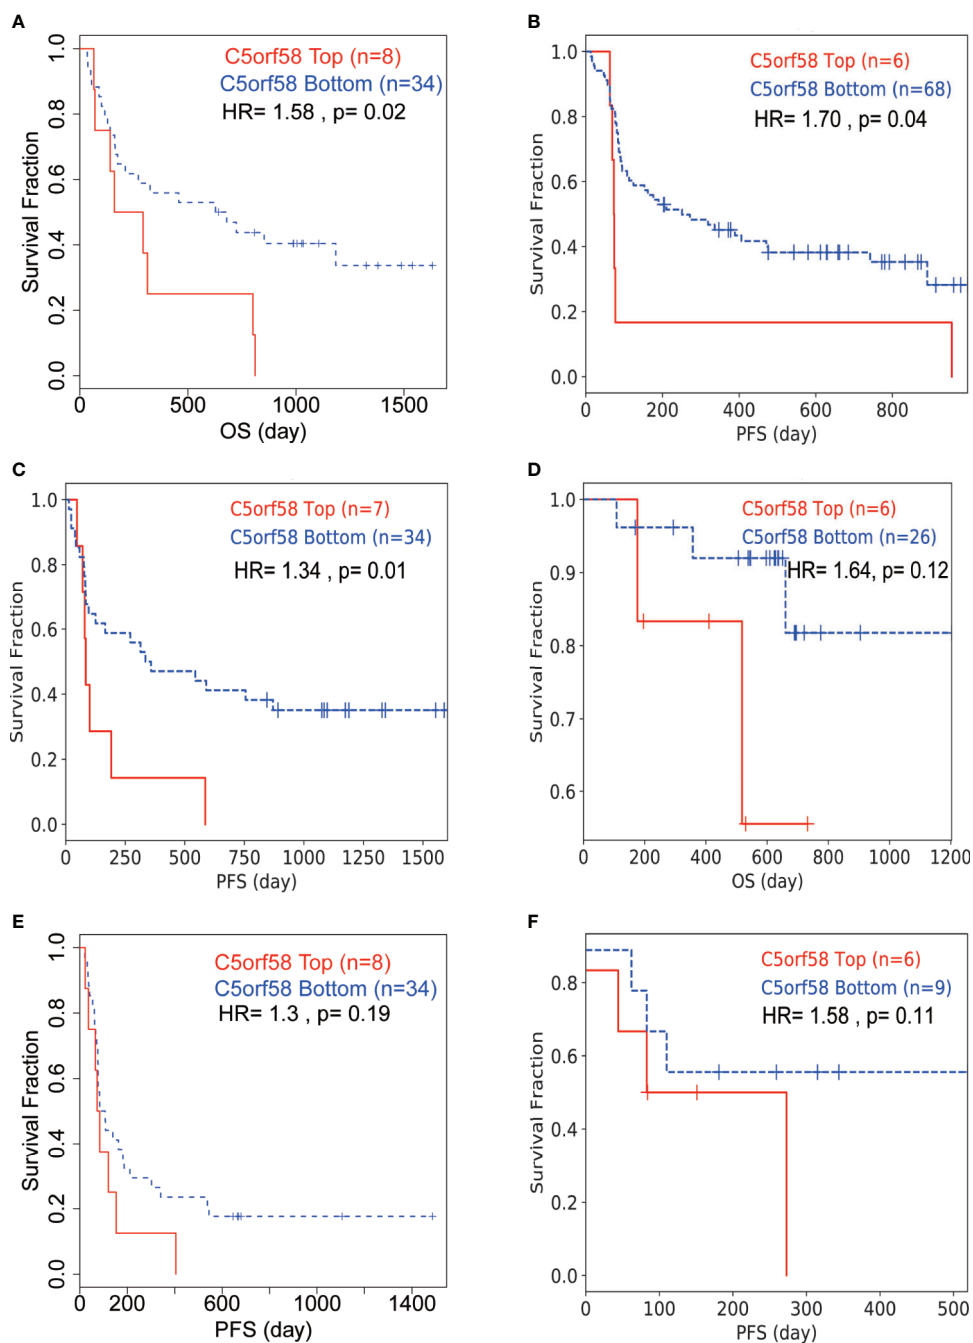 A
C5orf58 Top (n=8)
C5orf58 Bottom (n=34)
HR= 1.58 , p= 0.02
Survival Fraction
1.0
0.8
0.6
0.4
0.2
0.0
0
500
1000
1500
OS (day)
B
C5orf58 Top (n=6)
C5orf58 Bottom (n=68)
HR= 1.70 , p= 0.04
Survival Fraction
1.0
0.8
0.6
0.4
0.2
0.0
0
200
400
600
800
PFS (day)
C
C5orf58 Top (n=7)
C5orf58 Bottom (n=34)
HR= 1.34 , p= 0.01
Survival Fraction
1.0
0.8
0.6
0.4
0.2
0.0
0
250
500
750
1000
1250
1500
PFS (day)
D
C5orf58 Top (n=6)
C5orf58 Bottom (n=26)
HR= 1.64, p= 0.12
Survival Fraction
1.0
0.9
0.8
0.7
0.6
0
200
400
600
800
1000
1200
OS (day)
E
C5orf58 Top (n=8)
C5orf58 Bottom (n=34)
HR= 1.3 , p= 0.19
Survival Fraction
1.0
0.8
0.6
0.4
0.2
0.0
0
200
600
1000
1400
PFS (day)
F
C5orf58 Top (n=6)
C5orf58 Bottom (n=9)
HR= 1.58 , p= 0.11
Survival Fraction
0.8
0.6
0.4
0.2
0.0
0
100
200
300
400
500
PFS (day)